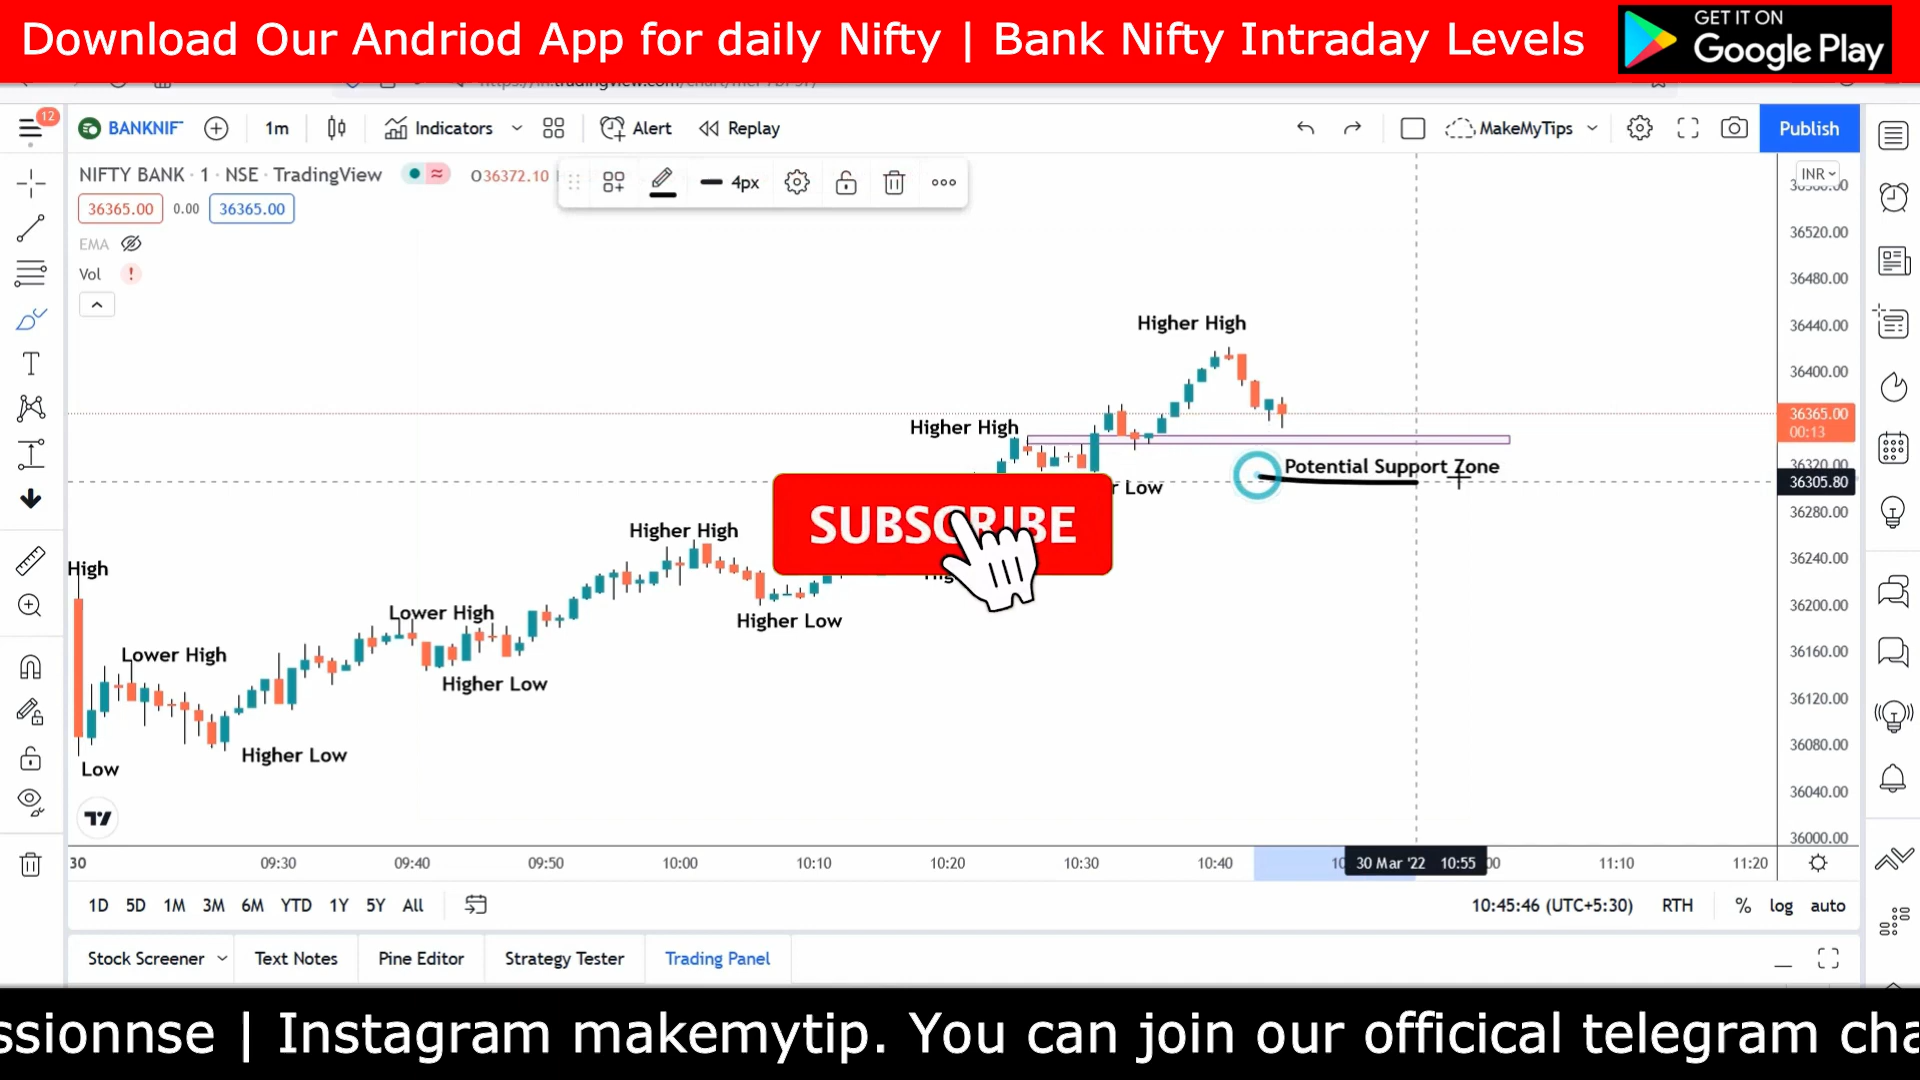 Download Our Andriod App for daily Nifty | Bank Nifty Intraday Levels
GET IT ON
Google Play
12
BANKNIF
1m
Indicators
Alert
Replay
MakeMyTips
Publish
NIFTY BANK · 1 · NSE · TradingView
O36372.10
4px
INR
36365.00
0.00
36365.00
EMA
Vol
!
36520.00
36480.00
36440.00
36400.00
36365.00
00:13
36320.00
36305.80
36280.00
36240.00
36200.00
36160.00
36120.00
36080.00
36040.00
36000.00
Higher High
Higher High
Potential Support Zone
Low
SUBSCRIBE
Higher High
High
Lower High
Higher Low
Lower High
Higher Low
Higher Low
Low
30
09:30
09:40
09:50
10:00
10:10
10:20
10:30
10:40
30 Mar '22 10:55
11:10
11:20
1D
5D
1M
3M
6M
YTD
1Y
5Y
All
10:45:46 (UTC+5:30)
RTH
%
log
auto
Stock Screener
Text Notes
Pine Editor
Strategy Tester
Trading Panel
ssionnse | Instagram makemytip. You can join our officical telegram cha